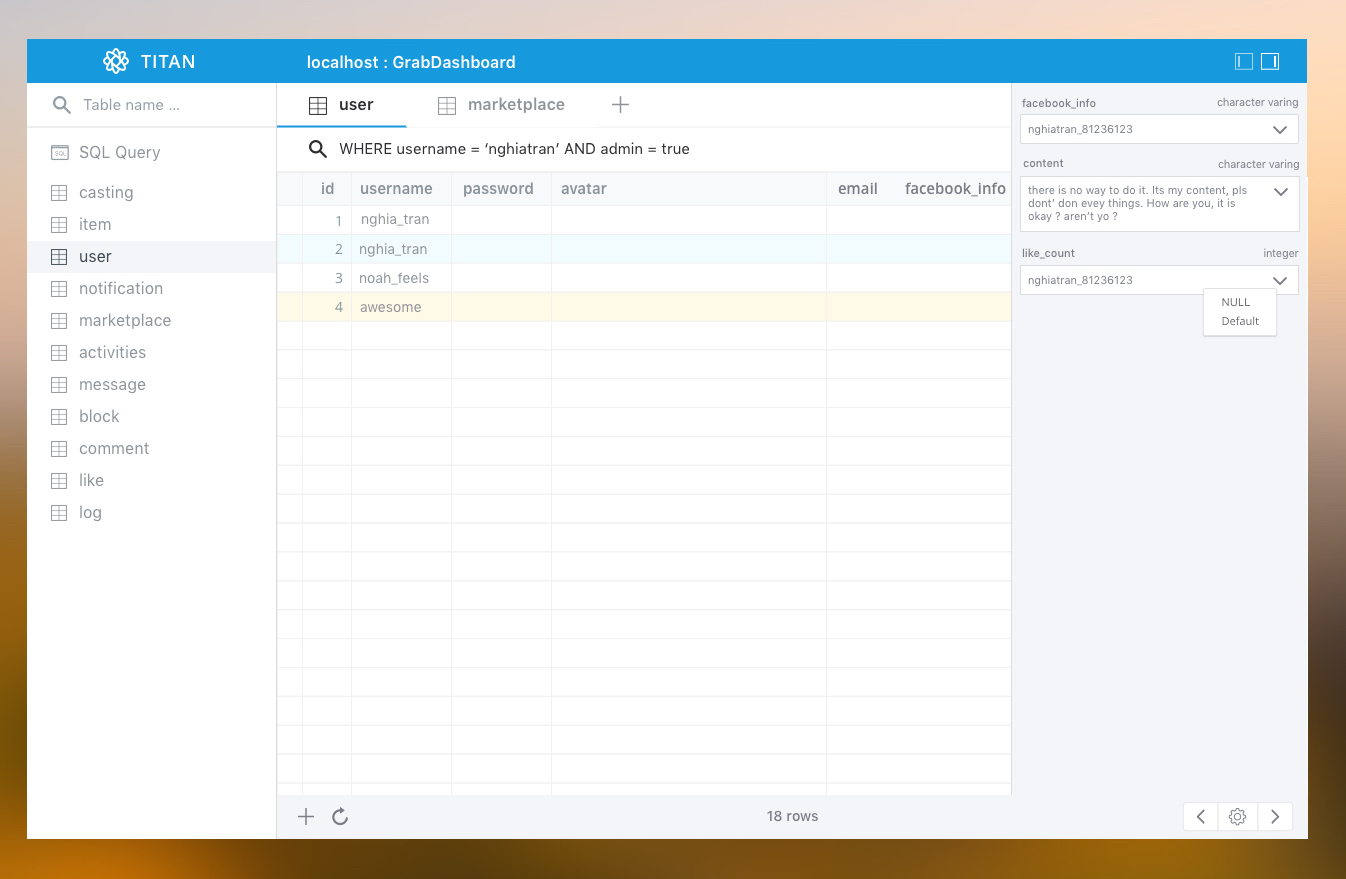 TITAN
localhost : GrabDashboard
Table name ...
SQL Query
casting
item
user
notification
marketplace
activities
message
block
comment
like
log
user
marketplace
WHERE username = ‘nghiatran’ AND admin = true
id username password avatar email facebook_info
1 nghia_tran
2 nghia_tran
3 noah_feels
4 awesome
18 rows
facebook_info character varing
nghiatran_81236123
content character varing
there is no way to do it. Its my content, pls
dont’ don evey things. How are you, it is
okay ? aren’t yo ?
like_count integer
nghiatran_81236123
NULL
Default